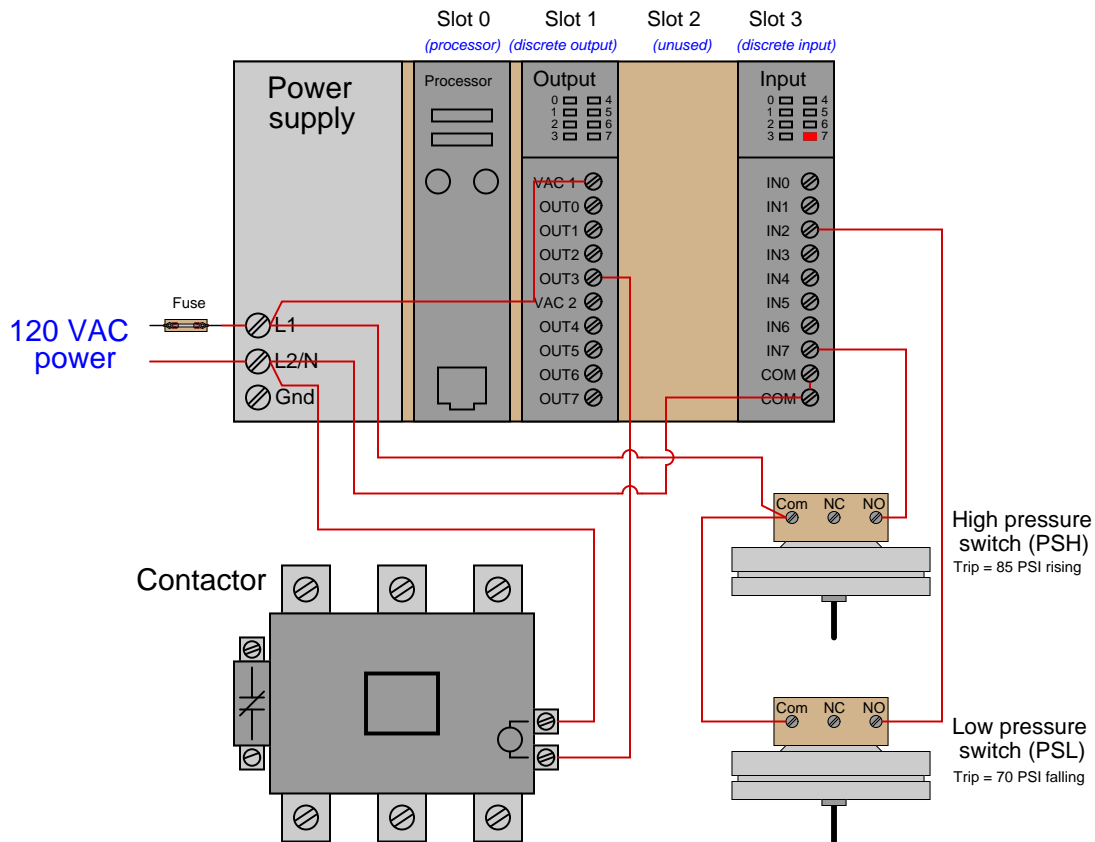 Slot 0
Slot 1
Slot 2
Slot 3
(processor)
(discrete output)
(unused)
(discrete input)
Power
supply
Processor
Output
0
4
1
5
2
6
3
7
Input
0
4
1
5
2
6
3
7
VAC 1
OUT0
OUT1
OUT2
OUT3
VAC 2
OUT4
OUT5
OUT6
OUT7
IN0
IN1
IN2
IN3
IN4
IN5
IN6
IN7
COM
COM
Fuse
120 VAC
power
L1
L2/N
Gnd
Com
NC
NO
High pressure
switch (PSH)
Trip = 85 PSI rising
Contactor
Com
NC
NO
Low pressure
switch (PSL)
Trip = 70 PSI falling